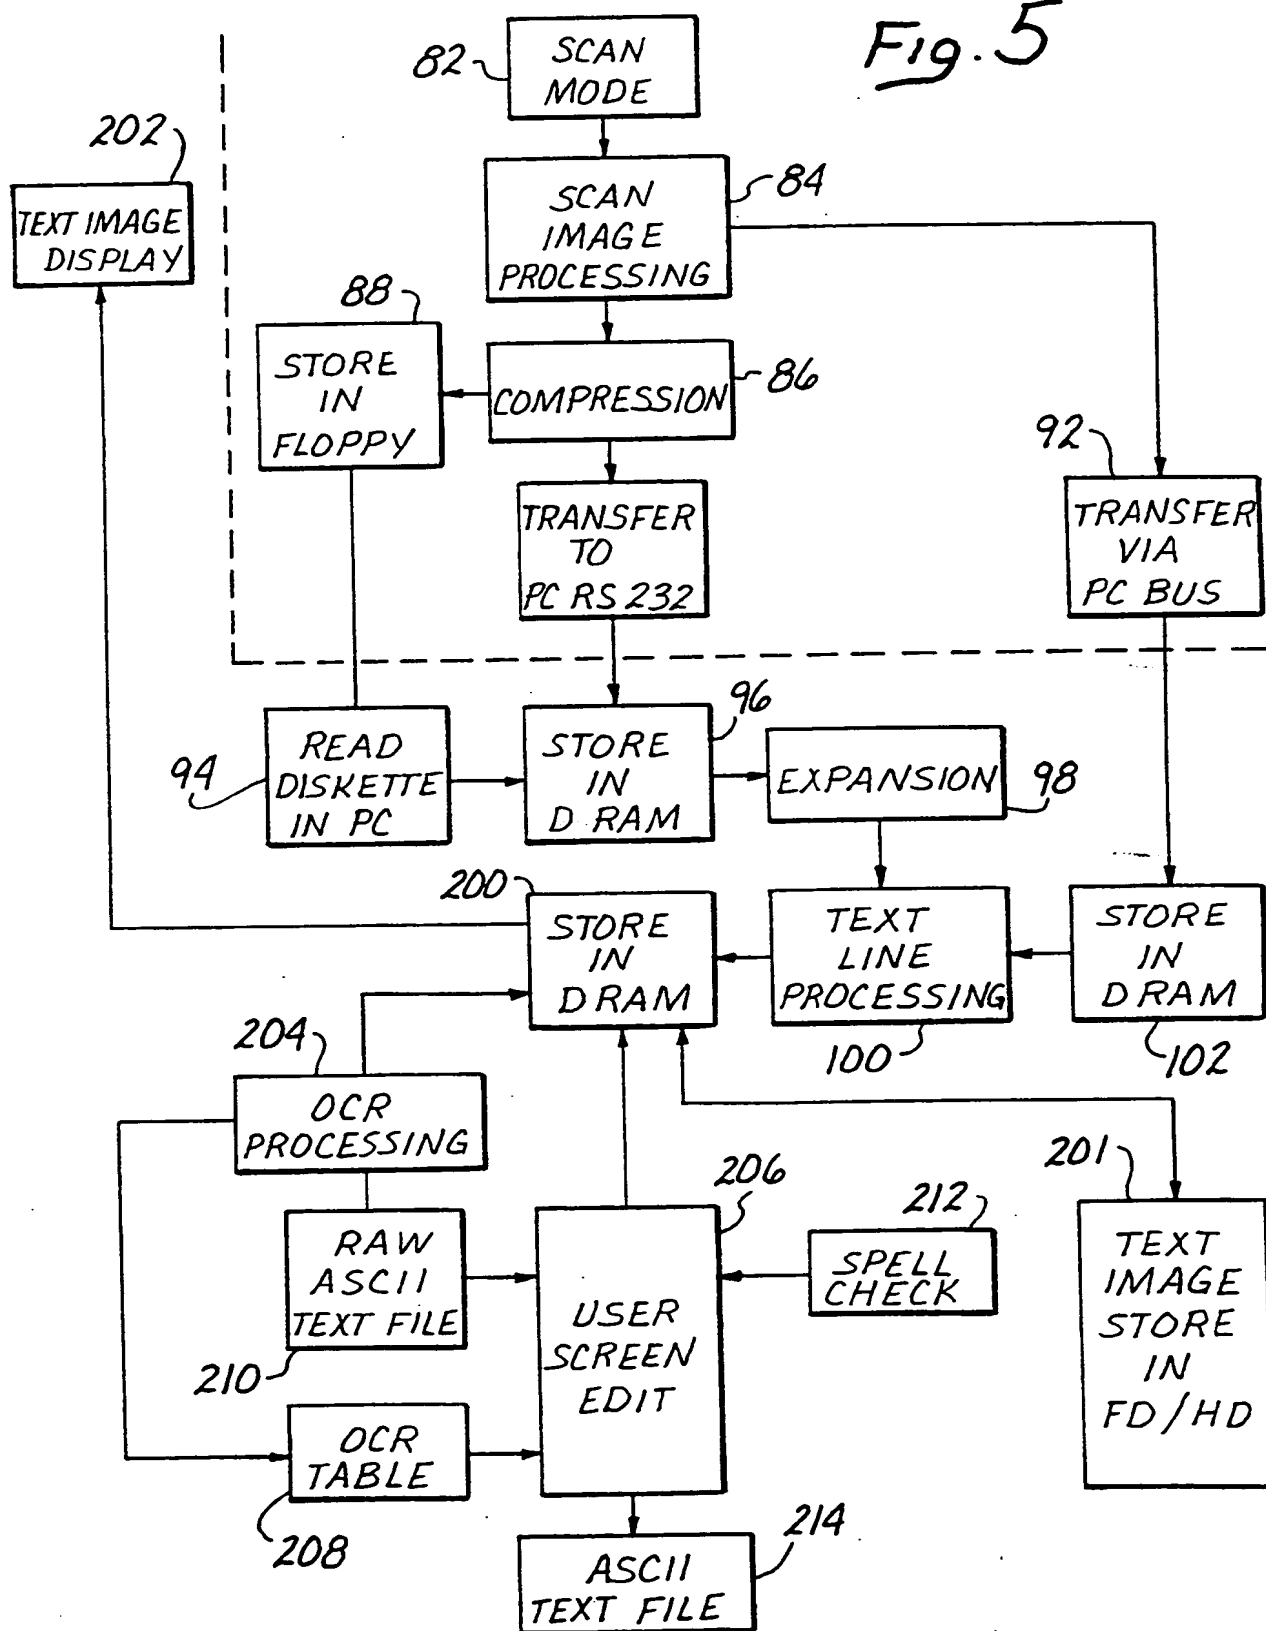 Fig. 5
82
SCAN
MODE
202
TEXT IMAGE
DISPLAY
84
SCAN
IMAGE
PROCESSING
88
STORE
IN
FLOPPY
COMPRESSION
86
92
TRANSFER
TO
PC RS 232
TRANSFER
VIA
PC BUS
94
READ
DISKETTE
IN PC
96
STORE
IN
D RAM
EXPANSION
98
200
STORE
IN
D RAM
TEXT
LINE
PROCESSING
100
STORE
IN
D RAM
102
204
OCR
PROCESSING
206
212
201
RAW
ASCII
TEXT FILE
210
USER
SCREEN
EDIT
SPELL
CHECK
TEXT
IMAGE
STORE
IN
FD/HD
OCR
TABLE
208
214
ASCII
TEXT FILE